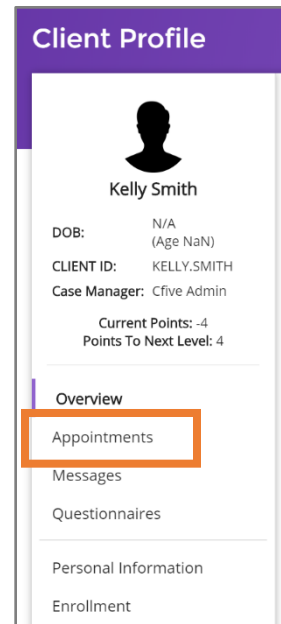 Client Profile
Kelly Smith
DOB: N/A
(Age NaN)
CLIENT ID: KELLY.SMITH
Case Manager: Cfive Admin
Current Points: -4
Points To Next Level: 4
Overview
Appointments
Messages
Questionnaires
Personal Information
Enrollment